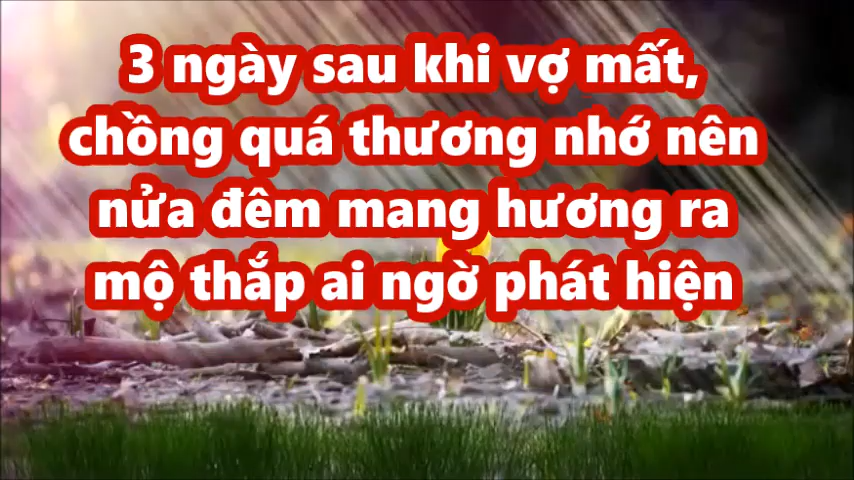 3 ngày sau khi vợ mất,
chồng quá thương nhớ nên
nửa đêm mang hương ra
mộ thắp ai ngờ phát hiện